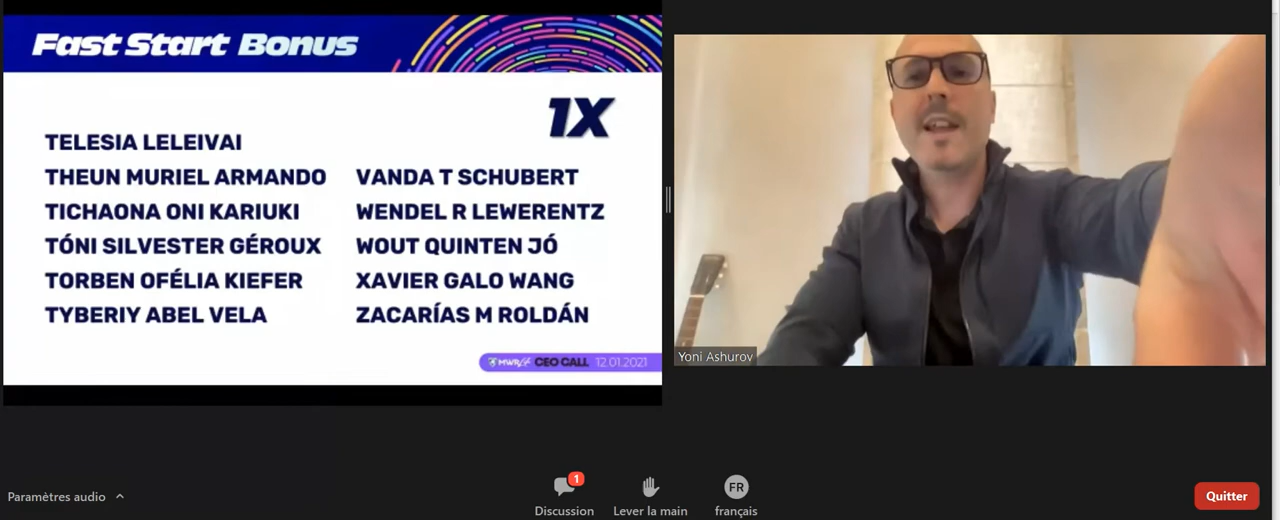 Fast Start Bonus
1X
TELESIA LELEIVAI
THEUN MURIEL ARMANDO
TICHAONA ONI KARIUKI
TÓNI SILVESTER GÉROUX
TORBEN OFÉLIA KIEFER
TYBERIY ABEL VELA
VANDA T SCHUBERT
WENDEL R LEWERENTZ
WOUT QUINTEN JÓ
XAVIER GALO WANG
ZACARÍAS M ROLDÁN
CEO CALL 12.01.2021
Yoni Ashurov
Paramètres audio
1
Discussion
Lever la main
FR
français
Quitter